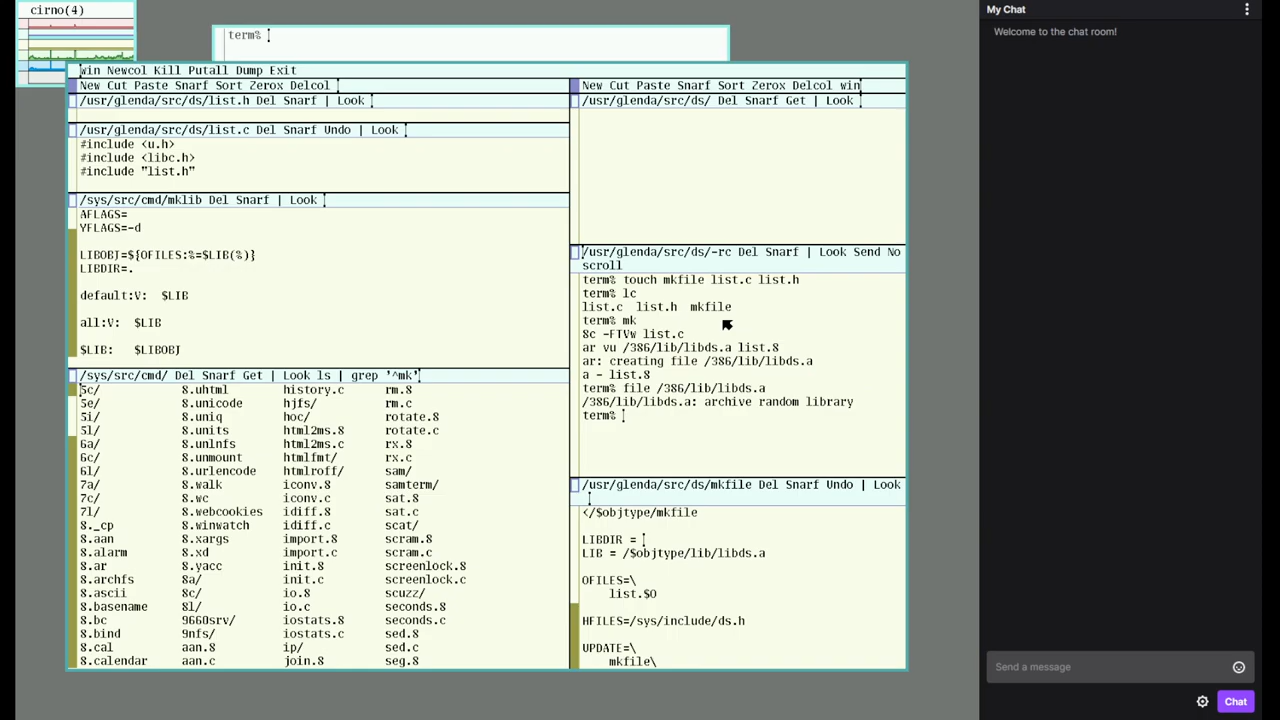 cirno(4)
term%
win Newcol Kill Putall Dump Exit
New Cut Paste Snarf Sort Zerox Delcol
/usr/glenda/src/ds/list.h Del Snarf | Look
/usr/glenda/src/ds/list.c Del Snarf Undo | Look
#include <u.h>
#include <libc.h>
#include "list.h"
/sys/src/cmd/mklib Del Snarf | Look
AFLAGS=
YFLAGS=-d
LIBOBJ=${OFILES:%=$LIB(%)}
LIBDIR=.
default:V: $LIB
all:V: $LIB
$LIB: $LIBOBJ
/sys/src/cmd/ Del Snarf Get | Look ls | grep '^mk'
5c/ 8.uhtml history.c rm.8
5e/ 8.unicode hjfs/ rm.c
5i/ 8.uniq hoc/ rotate.8
5l/ 8.units html2ms.8 rotate.c
6a/ 8.unlnfs html2ms.c rx.8
6c/ 8.unmount htmlfmt/ rx.c
6l/ 8.urlencode htmlroff/ sam/
7a/ 8.walk iconv.8 samterm/
7c/ 8.wc iconv.c sat.8
7l/ 8.webcookies idiff.8 sat.c
8._cp 8.winwatch idiff.c scat/
8.alarm 8.xargs import.8 scram.8
8.ar 8.xd import.c scram.c
8.archfs 8.yacc init.8 screenlock.8
8.ascii 8a/ init.c screenlock.c
8.basename 8c/ io.8 scuzz/
8.bc 8l/ io.c seconds.8
8.bind 9660srv/ iostats.8 seconds.c
8.cal 9nfs/ iostats.c sed.8
8.calendar aan.8 ip/ sed.c
aan.c join.8 seg.8
New Cut Paste Snarf Sort Zerox Delcol win
/usr/glenda/src/ds/ Del Snarf Get | Look
/usr/glenda/src/ds/-rc Del Snarf | Look Send No
scroll
term% touch mkfile list.c list.h
term% lc
list.c list.h mkfile
term% mk
8c -FTVw list.c
ar vu /386/lib/libds.a list.8
ar: creating file /386/lib/libds.a
a - list.8
term% file /386/lib/libds.a
/386/lib/libds.a: archive random library
term%
/usr/glenda/src/ds/mkfile Del Snarf Undo | Look
</$objtype/mkfile
LIBDIR =
LIB = /$objtype/lib/libds.a
OFILES=\
list.$O
HFILES=/sys/include/ds.h
UPDATE=\
mkfile\
My Chat
Welcome to the chat room!
Send a message
Chat